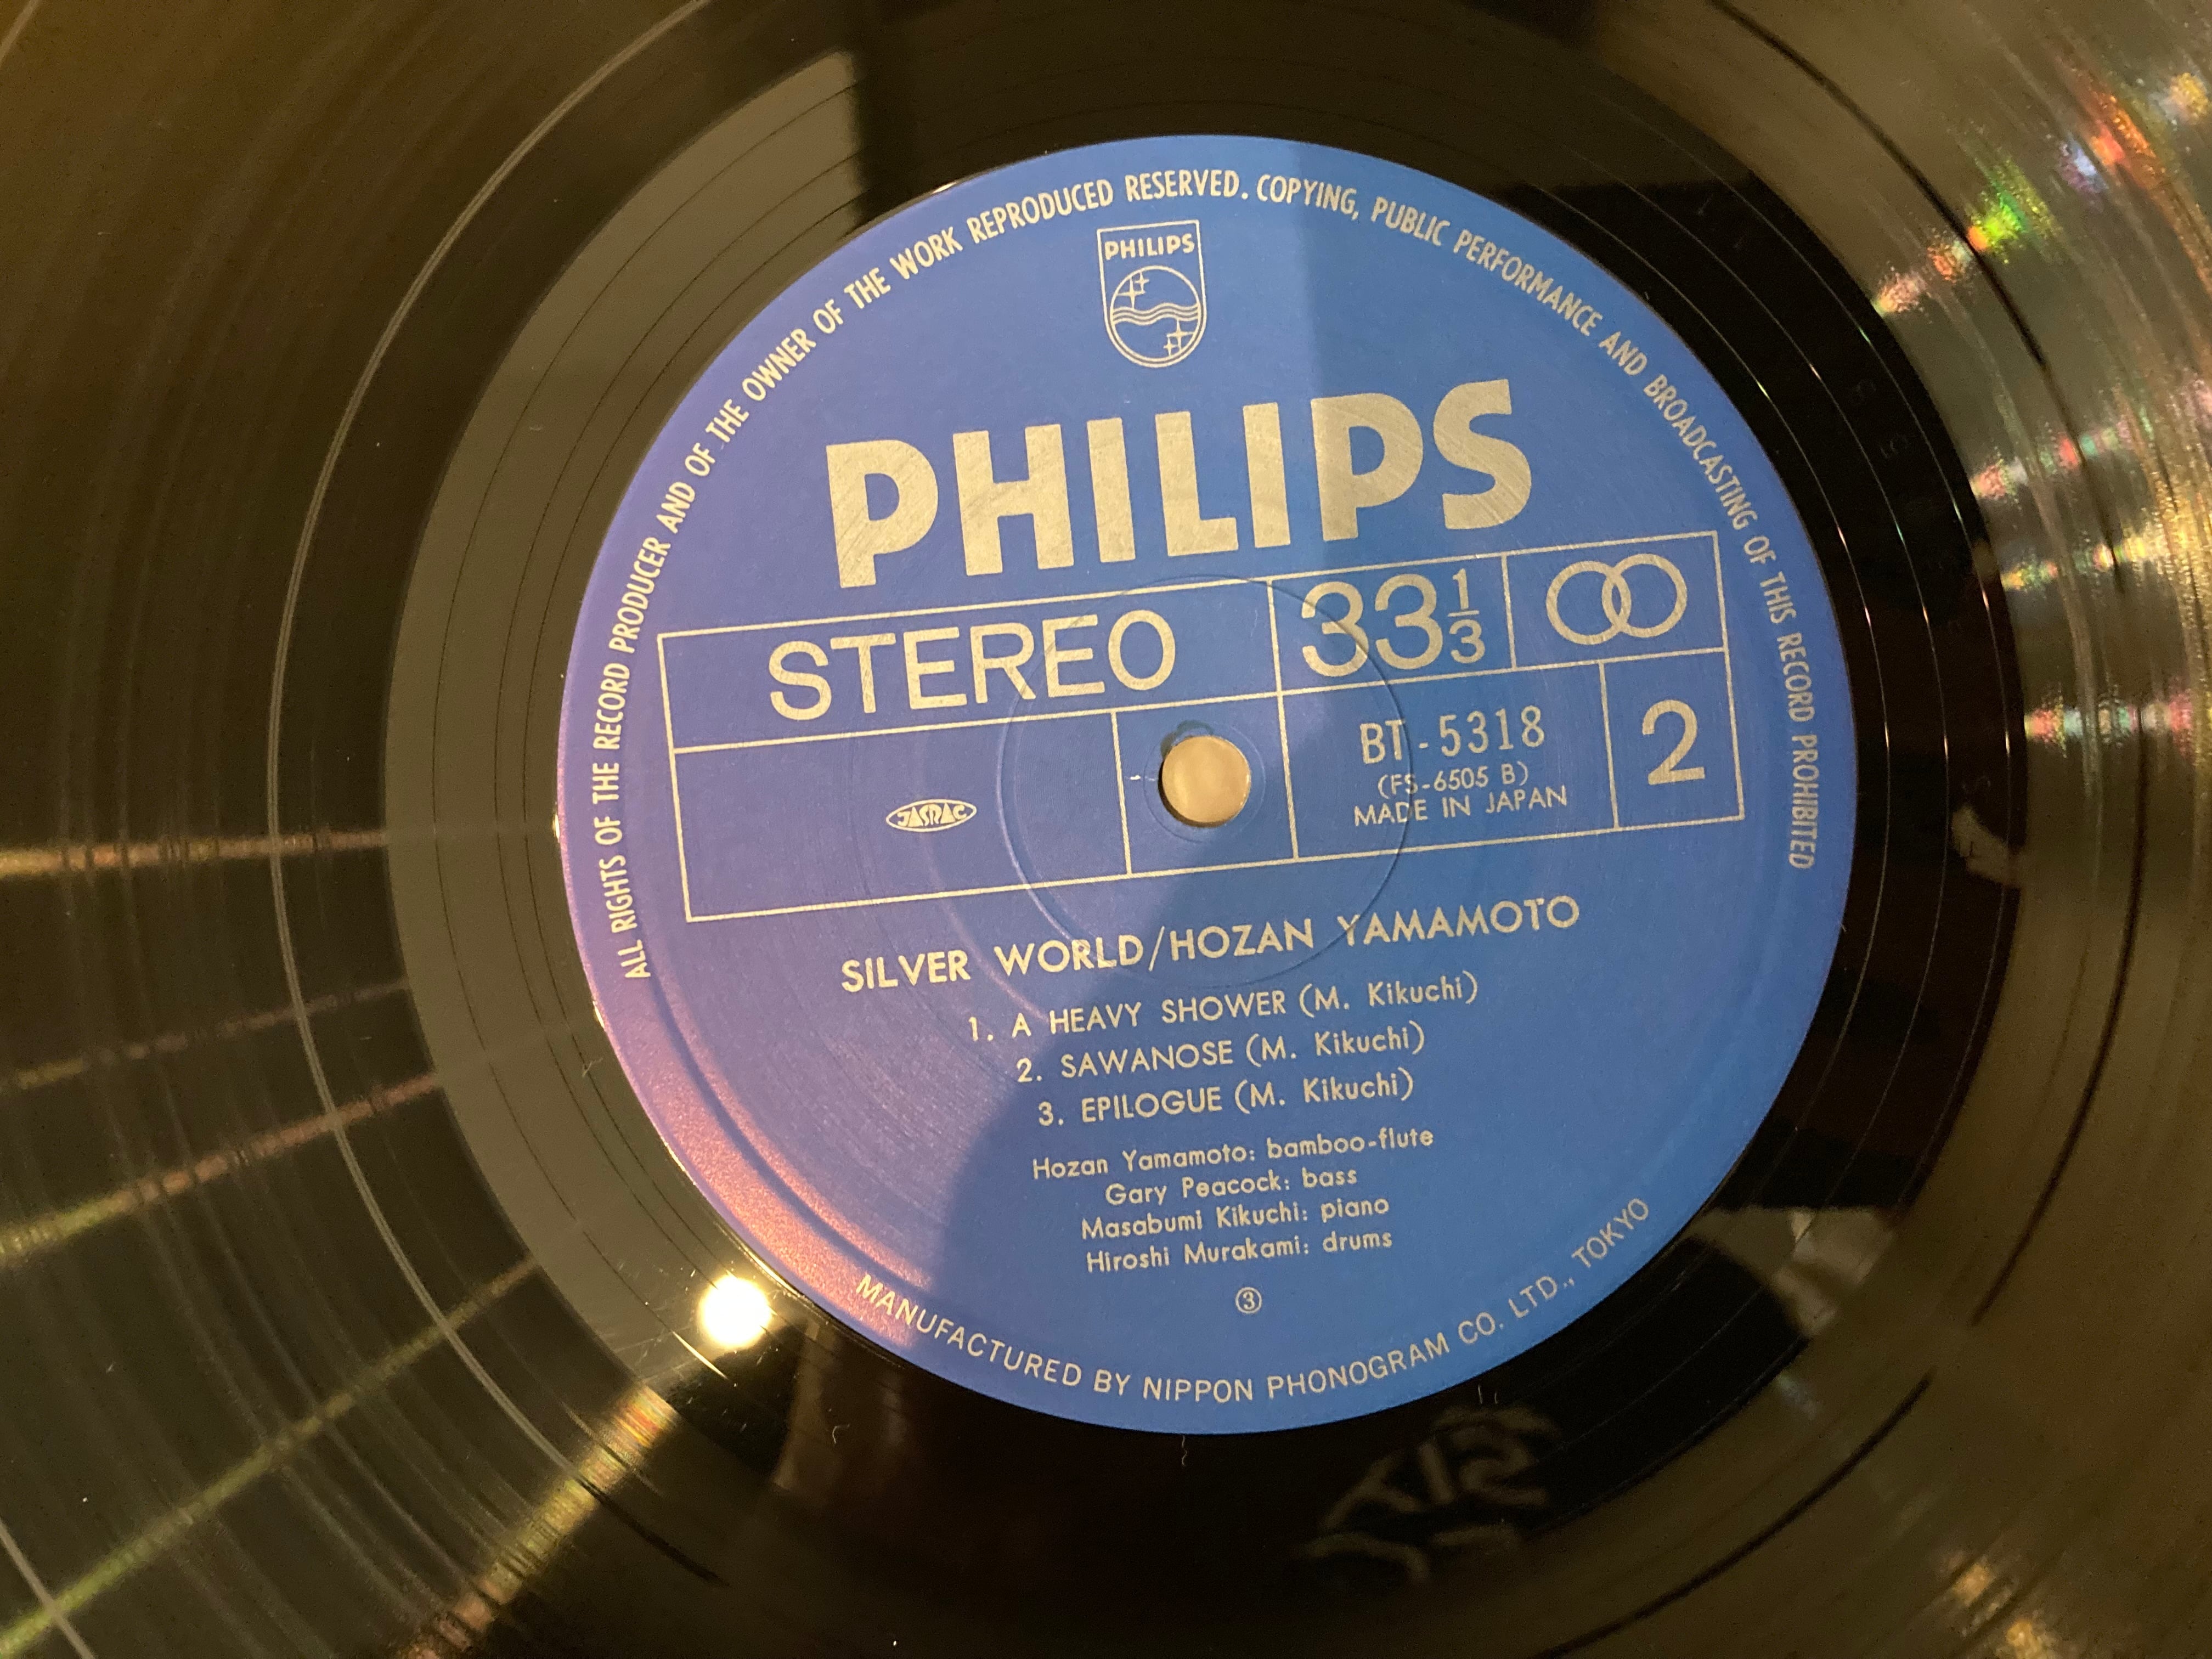 ALL RIGHTS OF THE RECORD PRODUCER AND OF THE OWNER OF THE WORK REPRODUCED RESERVED. COPYING, PUBLIC PERFORMANCE AND BROADCASTING OF THIS RECORD PROHIBITED
PHILIPS
PHILIPS
STEREO
33 1/3
BT-5318
(FS-6505 B)
MADE IN JAPAN
2
JASRAC
SILVER WORLD/HOZAN YAMAMOTO
1. A HEAVY SHOWER (M. Kikuchi)
2. SAWANOSE (M. Kikuchi)
3. EPILOGUE (M. Kikuchi)
Hozan Yamamoto: bamboo-flute
Gary Peacock: bass
Masabumi Kikuchi: piano
Hiroshi Murakami: drums
③
MANUFACTURED BY NIPPON PHONOGRAM CO. LTD., TOKYO